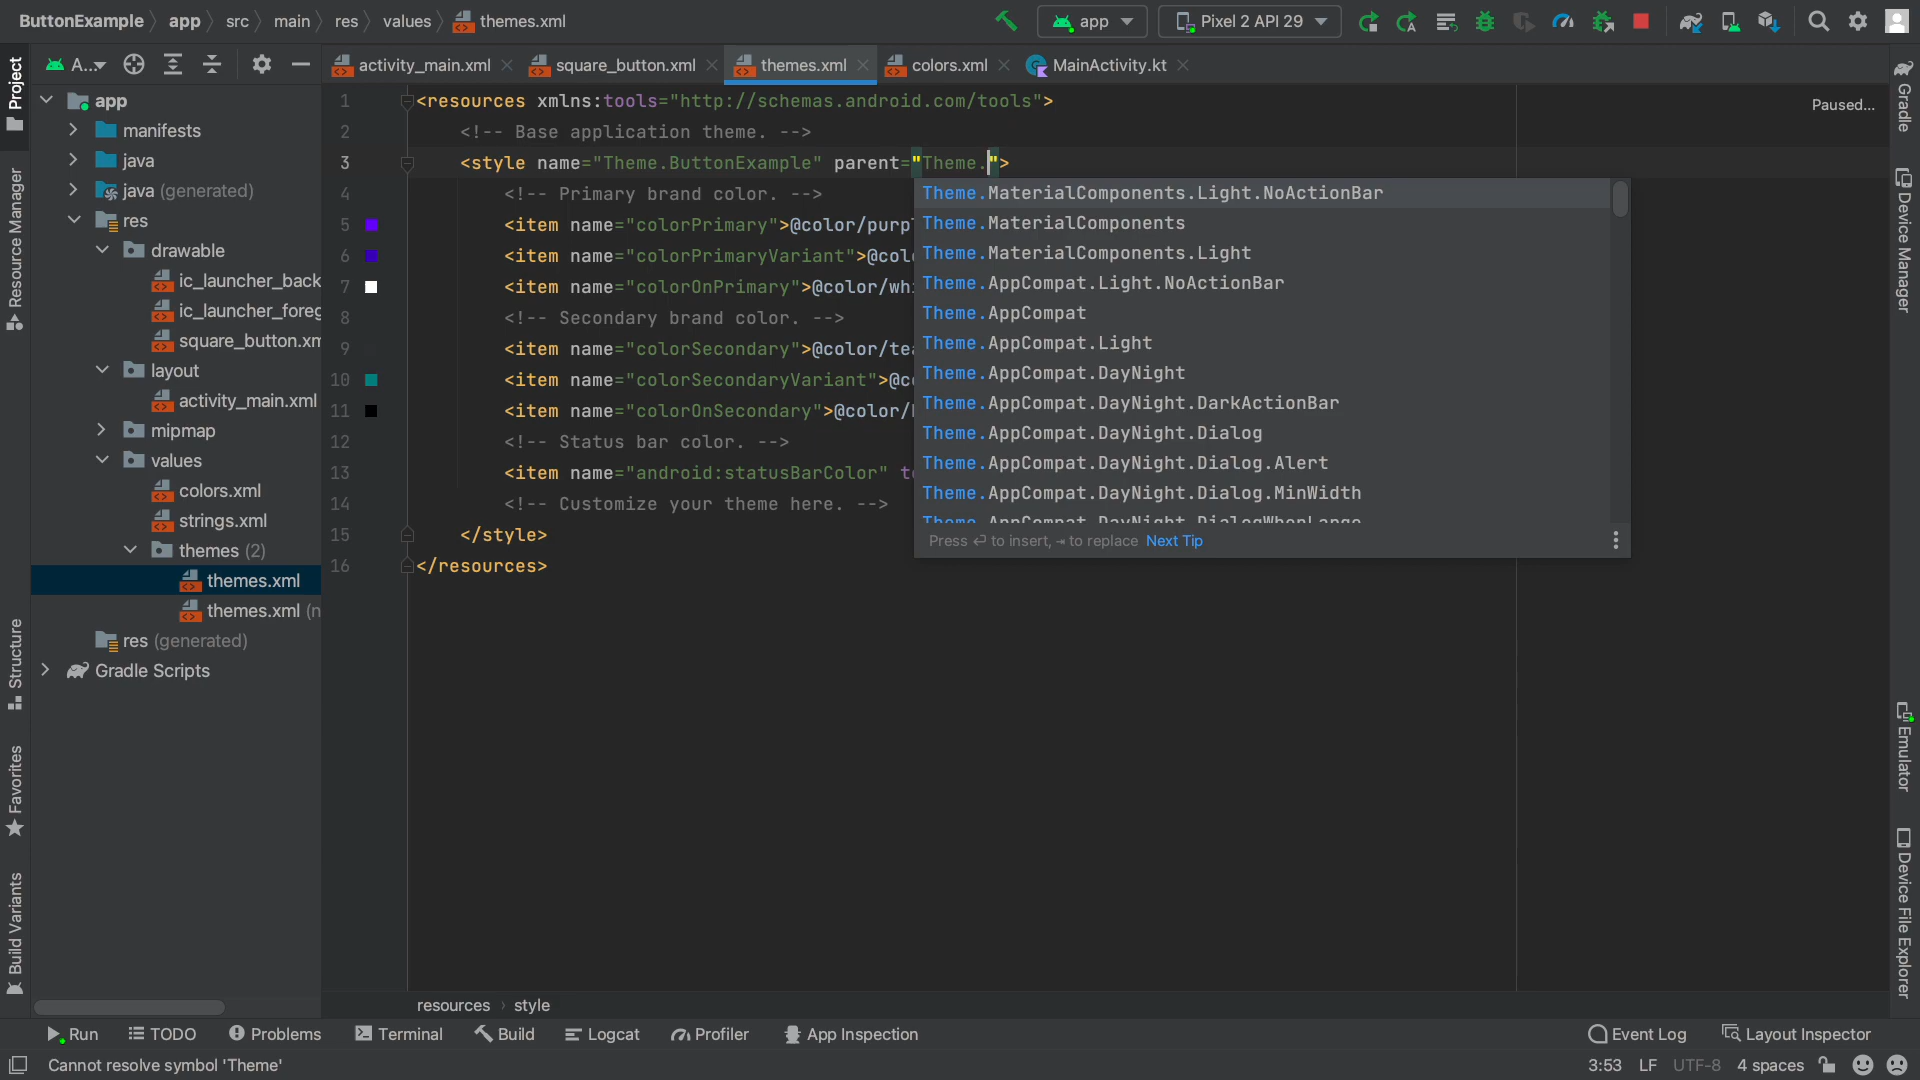 ButtonExample app src main res values themes.xml
app Pixel 2 API 29
A...
activity_main.xml square_button.xml themes.xml colors.xml MainActivity.kt
Project
Resource Manager
Structure
Favorites
Build Variants
app
manifests
java
java (generated)
res
drawable
ic_launcher_back
ic_launcher_foreg
square_button.xm
layout
activity_main.xml
mipmap
values
colors.xml
strings.xml
themes (2)
themes.xml
themes.xml (n
res (generated)
Gradle Scripts
1 <resources xmlns:tools="http://schemas.android.com/tools">
2 <!-- Base application theme. -->
3 <style name="Theme.ButtonExample" parent="Theme.">
4 <!-- Primary brand color. -->
5 <item name="colorPrimary">@color/purp
6 <item name="colorPrimaryVariant">@col
7 <item name="colorOnPrimary">@color/whi
8 <!-- Secondary brand color. -->
9 <item name="colorSecondary">@color/tea
10 <item name="colorSecondaryVariant">@c
11 <item name="colorOnSecondary">@color/
12 <!-- Status bar color. -->
13 <item name="android:statusBarColor" t
14 <!-- Customize your theme here. -->
15 </style>
16 </resources>
Paused...
Theme.MaterialComponents.Light.NoActionBar
Theme.MaterialComponents
Theme.MaterialComponents.Light
Theme.AppCompat.Light.NoActionBar
Theme.AppCompat
Theme.AppCompat.Light
Theme.AppCompat.DayNight
Theme.AppCompat.DayNight.DarkActionBar
Theme.AppCompat.DayNight.Dialog
Theme.AppCompat.DayNight.Dialog.Alert
Theme.AppCompat.DayNight.Dialog.MinWidth
Theme.AppCompat.DayNight.DialogWhenLarge
Press ↵ to insert, ⇥ to replace Next Tip
Gradle
Device Manager
Emulator
Device File Explorer
resources › style
Run TODO Problems Terminal Build Logcat Profiler App Inspection Event Log Layout Inspector
Cannot resolve symbol 'Theme' 3:53 LF UTF-8 4 spaces